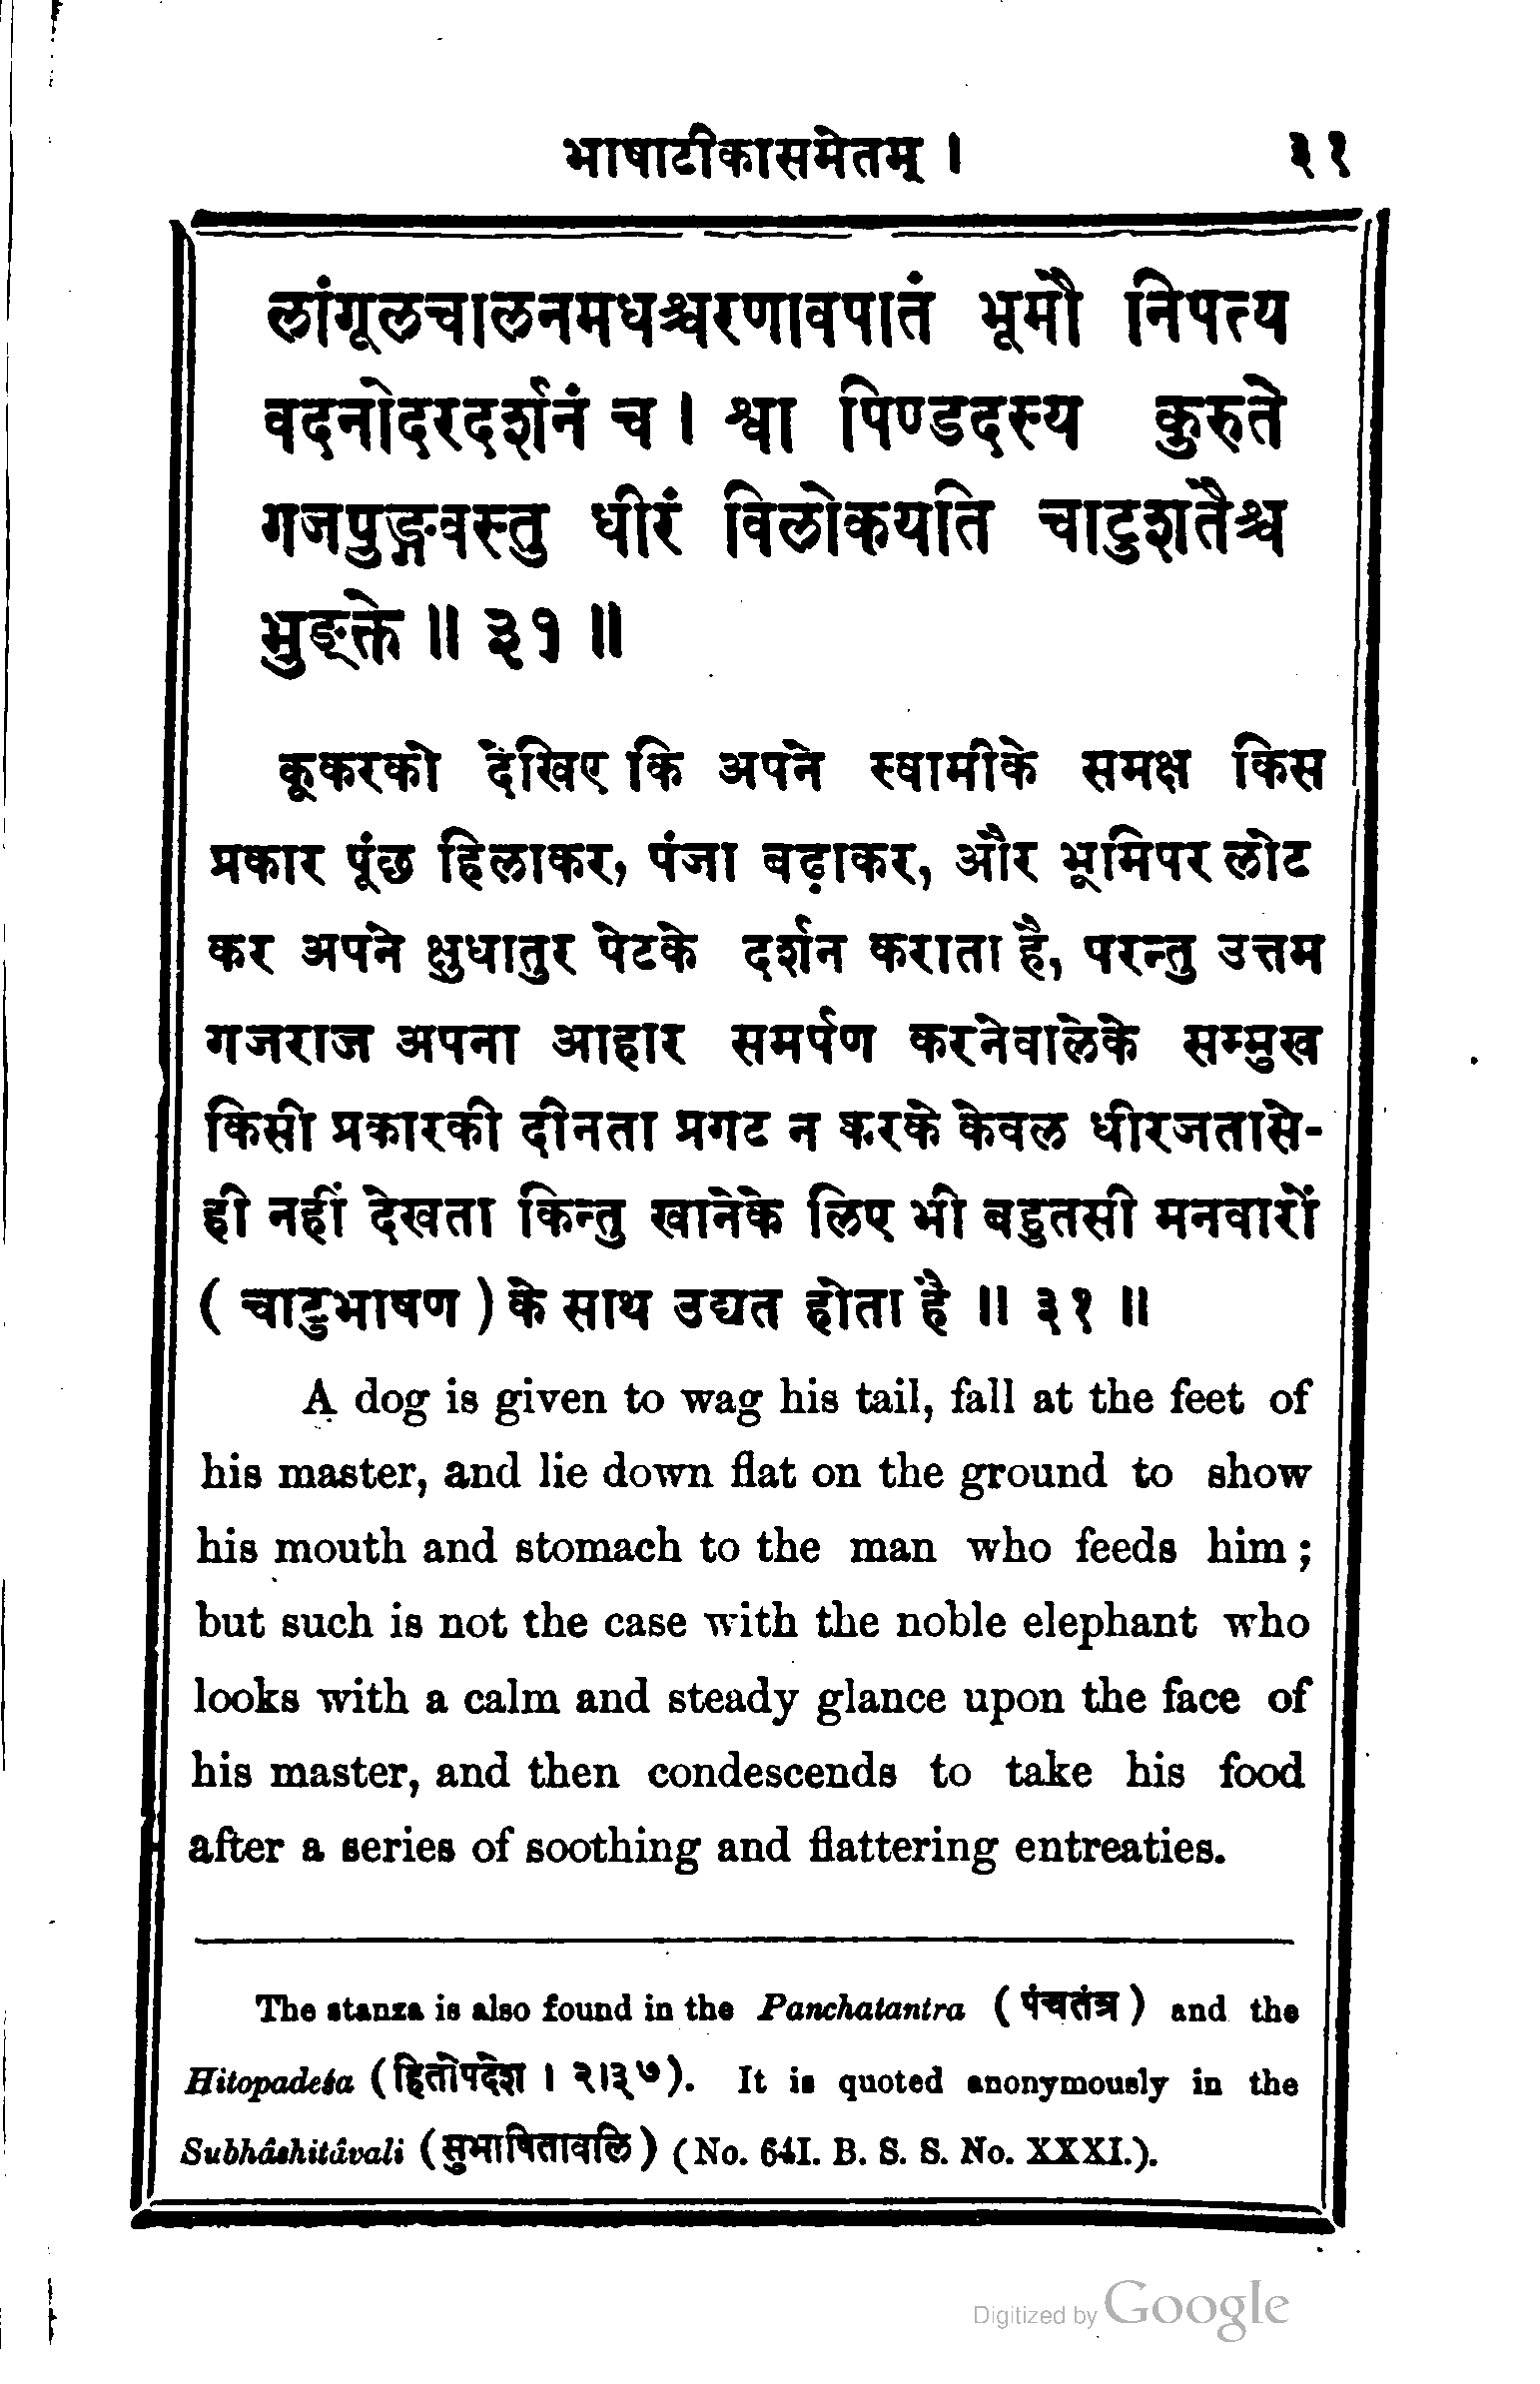 भाषाटीकासमेतम् । ३१
लांगूलचालनमधश्चरणावपातं भूमौ निपत्य
वदनोदरदर्शनं च । श्वा पिण्डदस्य कुरुते
गजपुङ्गवस्तु धीरं विलोकयति चाटुशतैश्च
भुङ्क्ते ॥ ३१ ॥
कूकरको देखिए कि अपने स्वामीके समक्ष किस
प्रकार पूंछ हिलाकर, पंजा बढ़ाकर, और भूमिपर लोट
कर अपने क्षुधातुर पेटके दर्शन कराता है, परन्तु उत्तम
गजराज अपना आहार समर्पण करनेवालेके सम्मुख
किसी प्रकारकी दीनता प्रगट न करके केवल धीरजतासे-
ही नहीं देखता किन्तु खानेके लिए भी बहुतसी मनवारों
( चाटुभाषण ) के साथ उद्यत होता है ॥ ३१ ॥
A dog is given to wag his tail, fall at the feet of
his master, and lie down flat on the ground to show
his mouth and stomach to the man who feeds him ;
but such is not the case with the noble elephant who
looks with a calm and steady glance upon the face of
his master, and then condescends to take his food
after a series of soothing and flattering entreaties.
The stanza is also found in the Panchatantra ( पंचतंत्र ) and the
Hitopadeśa (हितोपदेश । २।३७). It is quoted anonymously in the
Subhâshitâvali (सुभाषितावलि) (No. 641. B. S. S. No. XXXI.).
Digitized by Google